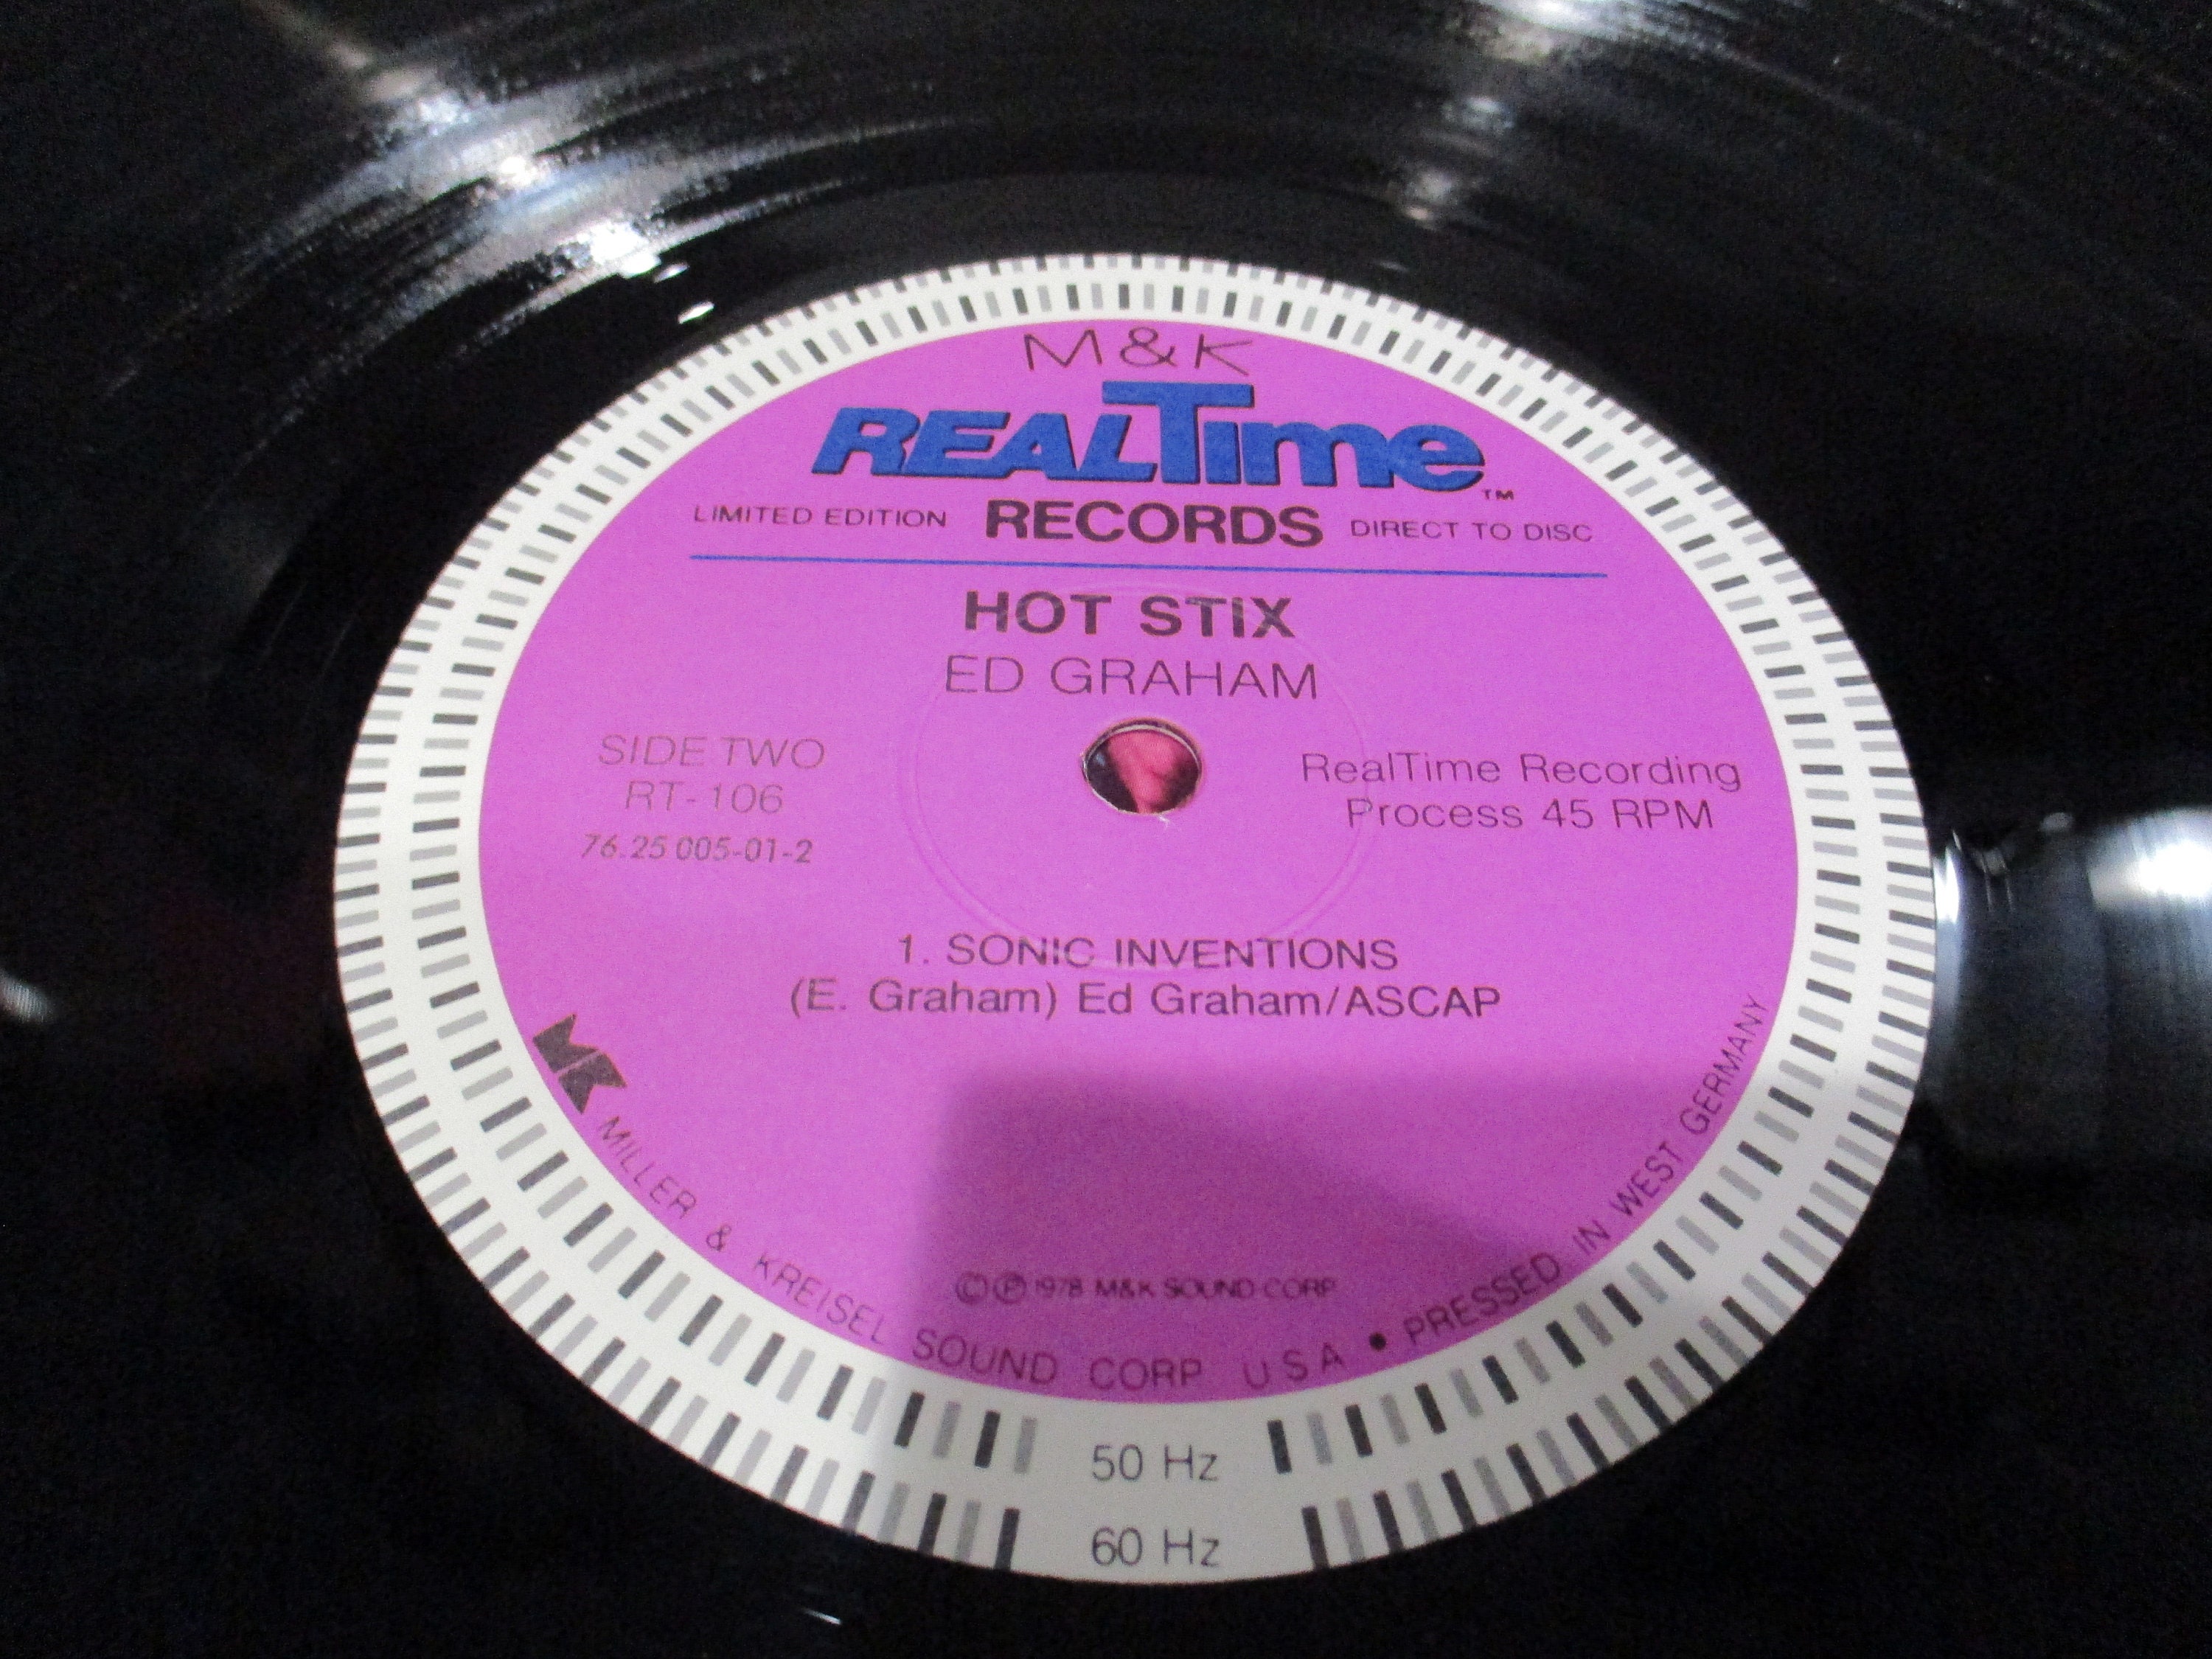 M&K
REALTime™
LIMITED EDITION RECORDS DIRECT TO DISC
HOT STIX
ED GRAHAM
SIDE TWO
RT-106
76.25 005-01-2
RealTime Recording
Process 45 RPM
1. SONIC INVENTIONS
(E. Graham) Ed Graham/ASCAP
Ⓒ Ⓟ 1978 M&K SOUND CORP
MK MILLER & KREISEL SOUND CORP USA • PRESSED IN WEST GERMANY
50 Hz
60 Hz